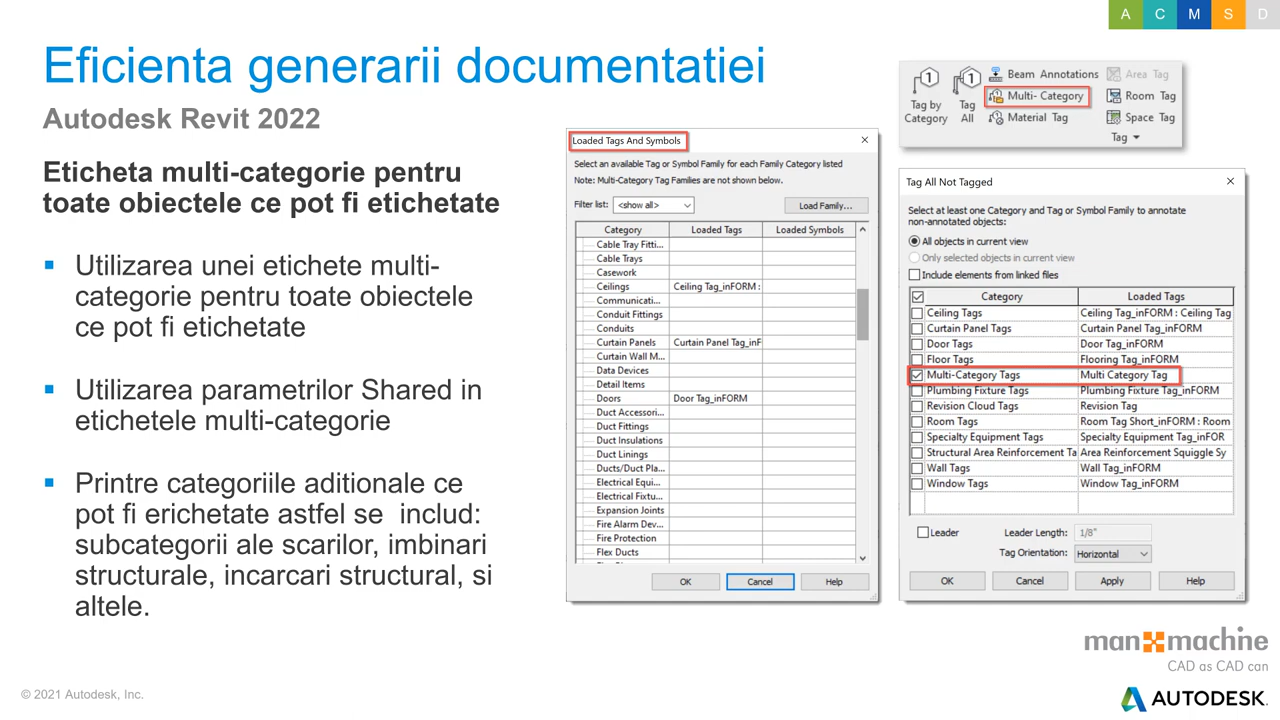 A C M S D
Eficienta generarii documentatiei
Autodesk Revit 2022
Eticheta multi-categorie pentru
toate obiectele ce pot fi etichetate
Utilizarea unei etichete multi-
categorie pentru toate obiectele
ce pot fi etichetate
Utilizarea parametrilor Shared in
etichetele multi-categorie
Printre categoriile aditionale ce
pot fi erichetate astfel se includ:
subcategorii ale scarilor, imbinari
structurale, incarcari structural, si
altele.
Loaded Tags And Symbols
Select an available Tag or Symbol Family for each Family Category listed
Note: Multi-Category Tag Families are not shown below.
Filter list: <show all> Load Family...
Category Loaded Tags Loaded Symbols
Cable Tray Fitti...
Cable Trays
Casework
Ceilings Ceiling Tag_inFORM :
Communicati...
Conduit Fittings
Conduits
Curtain Panels Curtain Panel Tag_inF
Curtain Wall M...
Data Devices
Detail Items
Doors Door Tag_inFORM
Duct Accessori...
Duct Fittings
Duct Insulations
Duct Linings
Ducts/Duct Pla...
Electrical Equi...
Electrical Fixtu...
Expansion Joints
Fire Alarm Dev...
Fire Protection
Flex Ducts
OK Cancel Help
Tag by
Category
Tag
All
Beam Annotations
Multi- Category
Material Tag
Area Tag
Room Tag
Space Tag
Tag
Tag All Not Tagged
Select at least one Category and Tag or Symbol Family to annotate
non-annotated objects:
All objects in current view
Only selected objects in current view
Include elements from linked files
Category Loaded Tags
Ceiling Tags Ceiling Tag_inFORM : Ceiling Tag
Curtain Panel Tags Curtain Panel Tag_inFORM
Door Tags Door Tag_inFORM
Floor Tags Flooring Tag_inFORM
Multi-Category Tags Multi Category Tag
Plumbing Fixture Tags Plumbing Fixture Tag_inFORM
Revision Cloud Tags Revision Tag
Room Tags Room Tag Short_inFORM : Room
Specialty Equipment Tags Specialty Equipment Tag_inFOR
Structural Area Reinforcement Ta Area Reinforcement Squiggle Sy
Wall Tags Wall Tag_inFORM
Window Tags Window Tag_inFORM
Leader Leader Length: 1/8"
Tag Orientation: Horizontal
OK Cancel Apply Help
man machine
CAD as CAD can
© 2021 Autodesk, Inc.
AUTODESK.